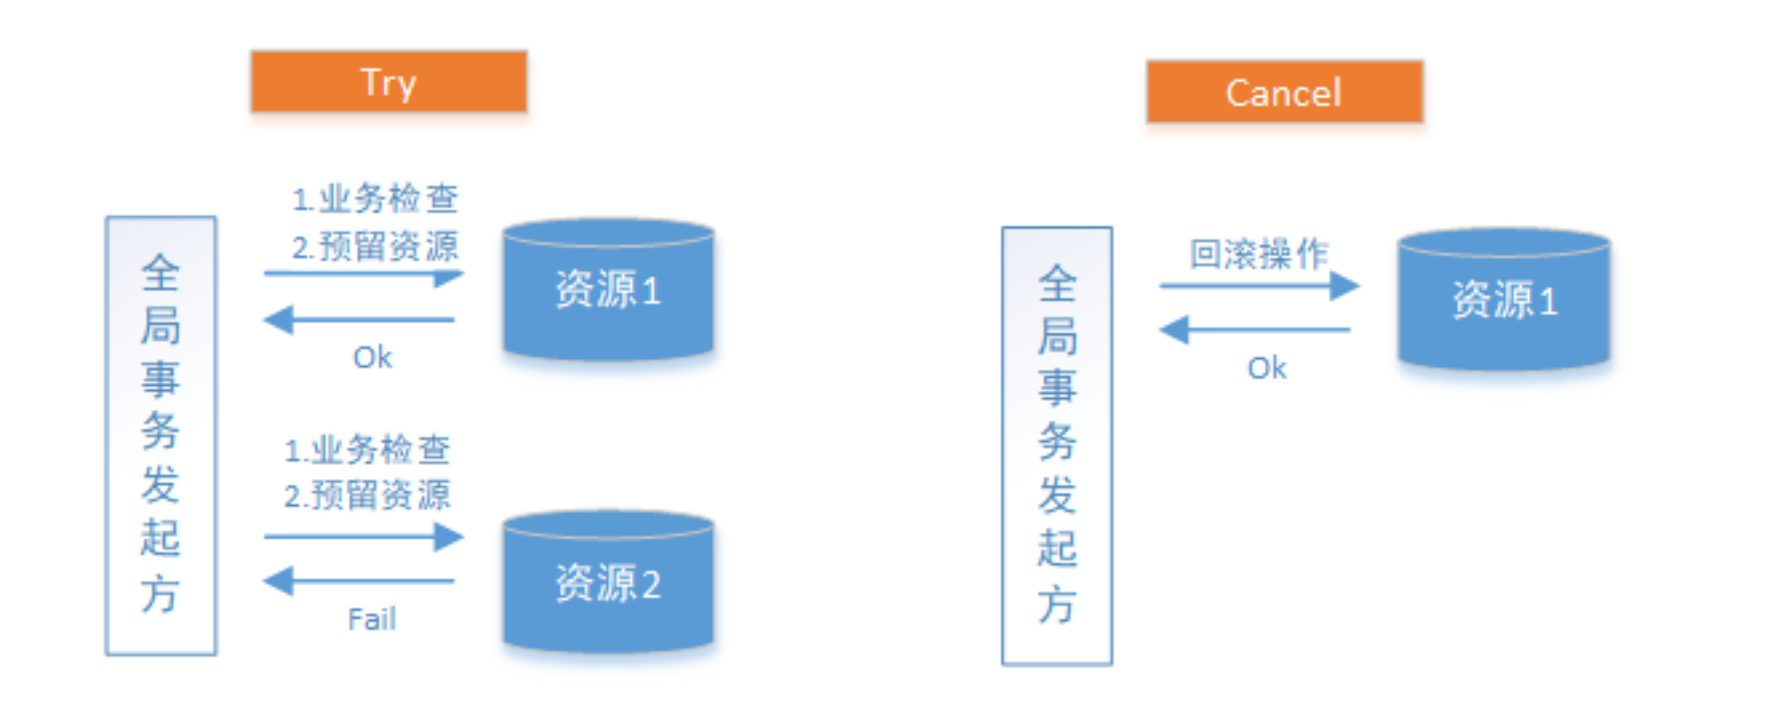 Try
1.业务检查
2.预留资源
全局事务发起方
资源1
Ok
1.业务检查
2.预留资源
资源2
Fail
Cancel
回滚操作
全局事务发起方
资源1
Ok